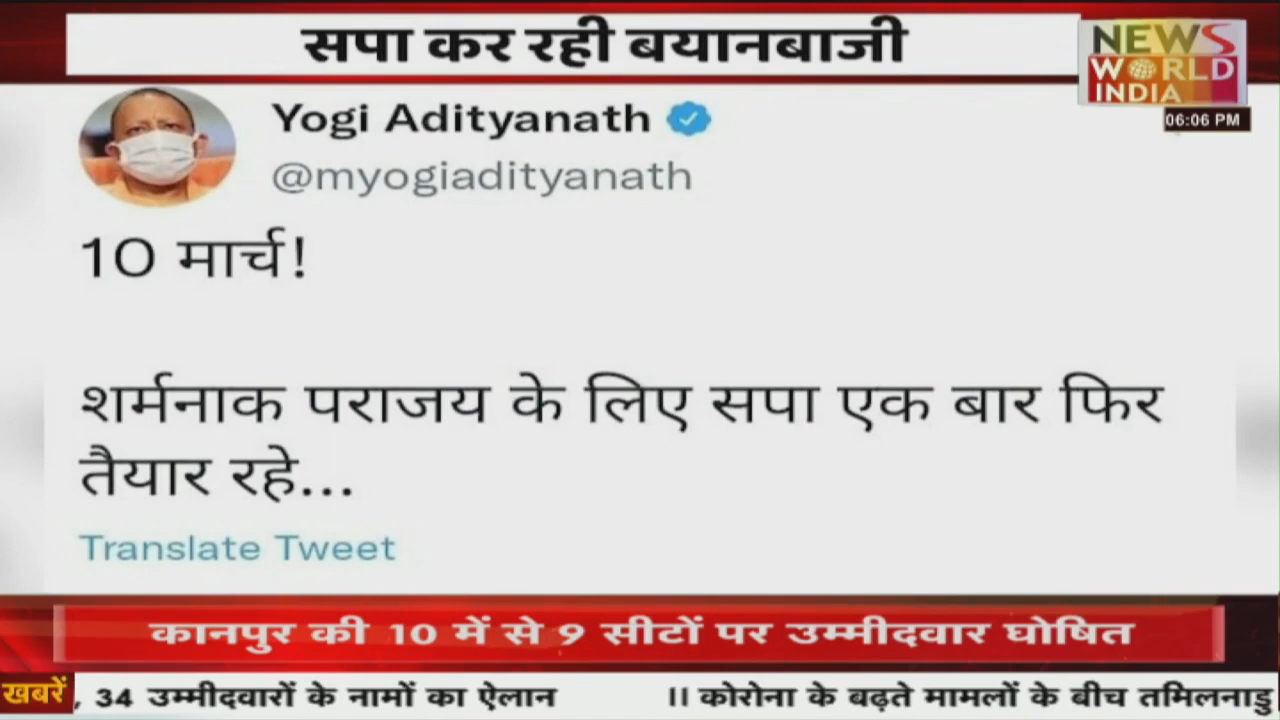 सपा कर रही बयानबाजी
NEWS
WORLD
INDIA
06:06 PM
Yogi Adityanath
@myogiadityanath
10 मार्च!
शर्मनाक पराजय के लिए सपा एक बार फिर
तैयार रहे...
Translate Tweet
कानपुर की 10 में से 9 सीटों पर उम्मीदवार घोषित
खबरें , 34 उम्मीदवारों के नामों का ऐलान ।। कोरोना के बढ़ते मामलों के बीच तमिलनाडु